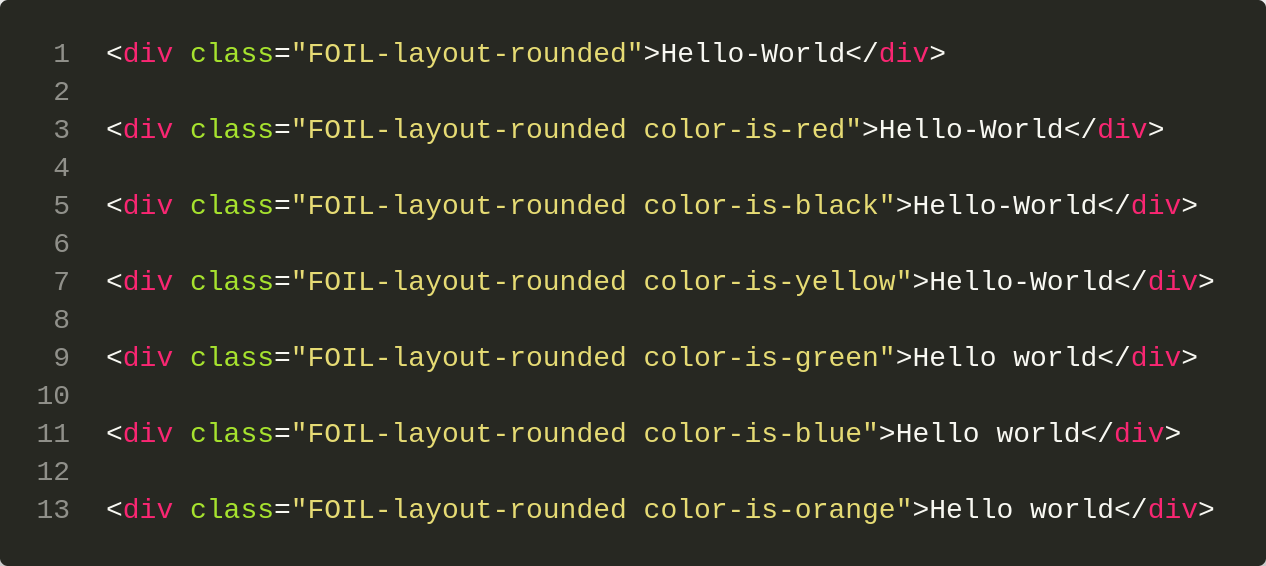 1 <div class="FOIL-layout-rounded">Hello-World</div>
2
3 <div class="FOIL-layout-rounded color-is-red">Hello-World</div>
4
5 <div class="FOIL-layout-rounded color-is-black">Hello-World</div>
6
7 <div class="FOIL-layout-rounded color-is-yellow">Hello-World</div>
8
9 <div class="FOIL-layout-rounded color-is-green">Hello world</div>
10
11 <div class="FOIL-layout-rounded color-is-blue">Hello world</div>
12
13 <div class="FOIL-layout-rounded color-is-orange">Hello world</div>